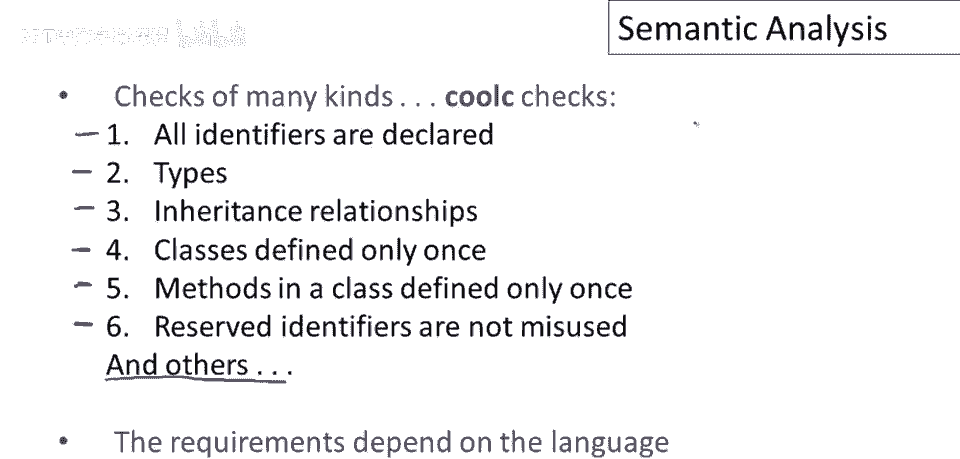 Semantic Analysis
• Checks of many kinds . . . coolc checks:
1. All identifiers are declared
2. Types
3. Inheritance relationships
4. Classes defined only once
5. Methods in a class defined only once
6. Reserved identifiers are not misused
And others . . .
• The requirements depend on the language